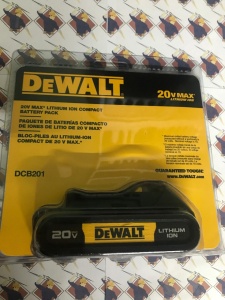 DEWALT
20V MAX*
LITHIUM ION
20V MAX* LITHIUM ION COMPACT
BATTERY PACK
PAQUETE DE BATERÍAS COMPACTO
DE IONES DE LITIO DE 20 V MAX.*
BLOC-PILES AU LITHIUM-ION
COMPACT DE 20 V MAX.*
DCB201
GUARANTEED TOUGH
www.DEWALT.com
20V
DEWALT
LITHIUM
ION